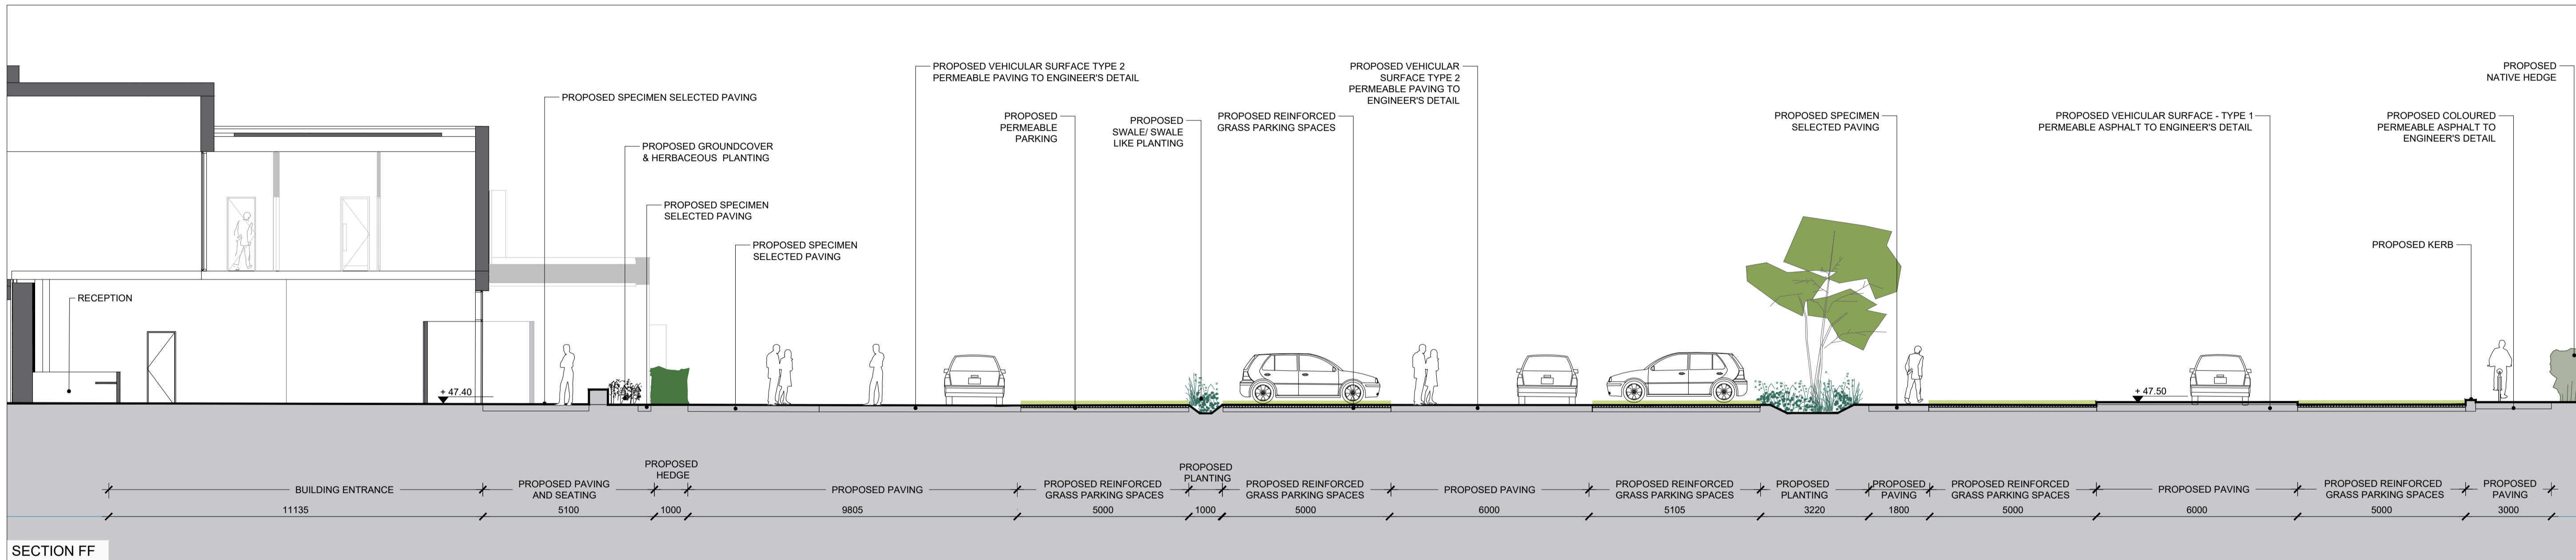 PROPOSED SPECIMEN SELECTED PAVING
PROPOSED GROUNDCOVER
& HERBACEOUS PLANTING
PROPOSED SPECIMEN
SELECTED PAVING
PROPOSED SPECIMEN
SELECTED PAVING
RECEPTION
+ 47.40
PROPOSED VEHICULAR SURFACE TYPE 2
PERMEABLE PAVING TO ENGINEER'S DETAIL
PROPOSED
PERMEABLE
PARKING
PROPOSED
SWALE/ SWALE
LIKE PLANTING
PROPOSED REINFORCED
GRASS PARKING SPACES
PROPOSED VEHICULAR
SURFACE TYPE 2
PERMEABLE PAVING TO
ENGINEER'S DETAIL
PROPOSED SPECIMEN
SELECTED PAVING
PROPOSED VEHICULAR SURFACE - TYPE 1
PERMEABLE ASPHALT TO ENGINEER'S DETAIL
+ 47.50
PROPOSED KERB
PROPOSED COLOURED
PERMEABLE ASPHALT TO
ENGINEER'S DETAIL
PROPOSED
NATIVE HEDGE
BUILDING ENTRANCE
PROPOSED PAVING
AND SEATING
PROPOSED
HEDGE
PROPOSED PAVING
PROPOSED REINFORCED
GRASS PARKING SPACES
PROPOSED
PLANTING
PROPOSED REINFORCED
GRASS PARKING SPACES
PROPOSED PAVING
PROPOSED REINFORCED
GRASS PARKING SPACES
PROPOSED
PLANTING
PROPOSED
PAVING
PROPOSED REINFORCED
GRASS PARKING SPACES
PROPOSED PAVING
PROPOSED REINFORCED
GRASS PARKING SPACES
PROPOSED
PAVING
11135
5100
1000
9805
5000
1000
5000
6000
5105
3220
1800
5000
6000
5000
3000
SECTION FF